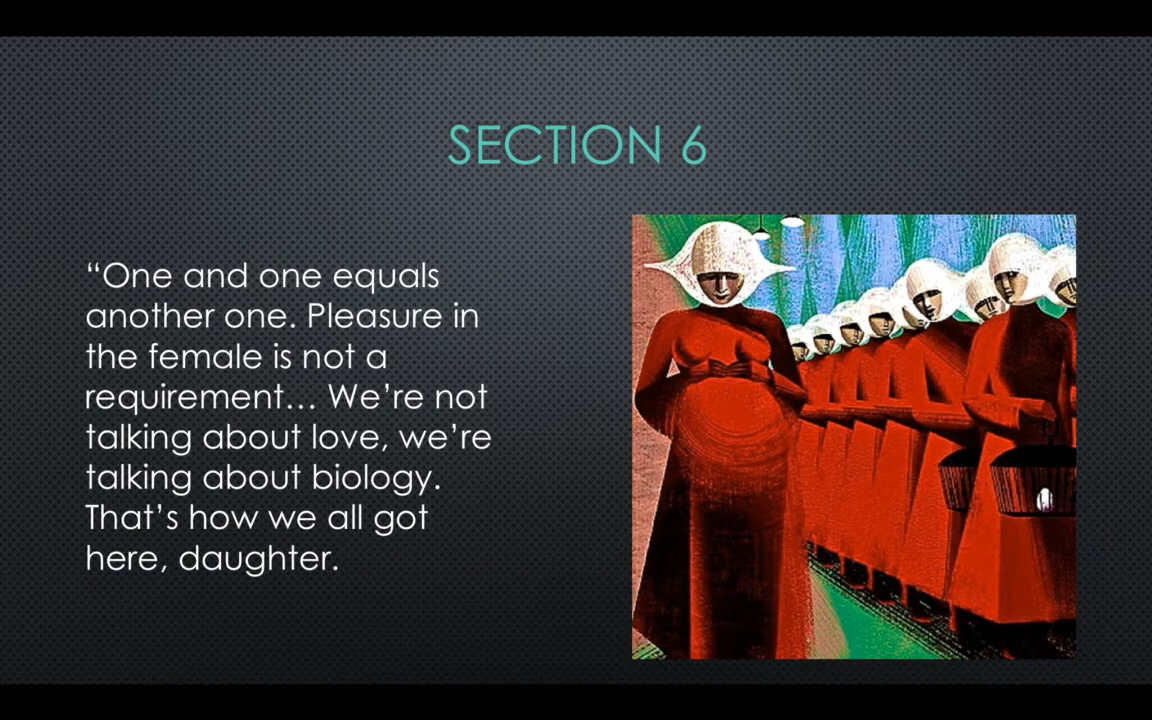 SECTION 6
“One and one equals
another one. Pleasure in
the female is not a
requirement… We’re not
talking about love, we’re
talking about biology.
That’s how we all got
here, daughter.